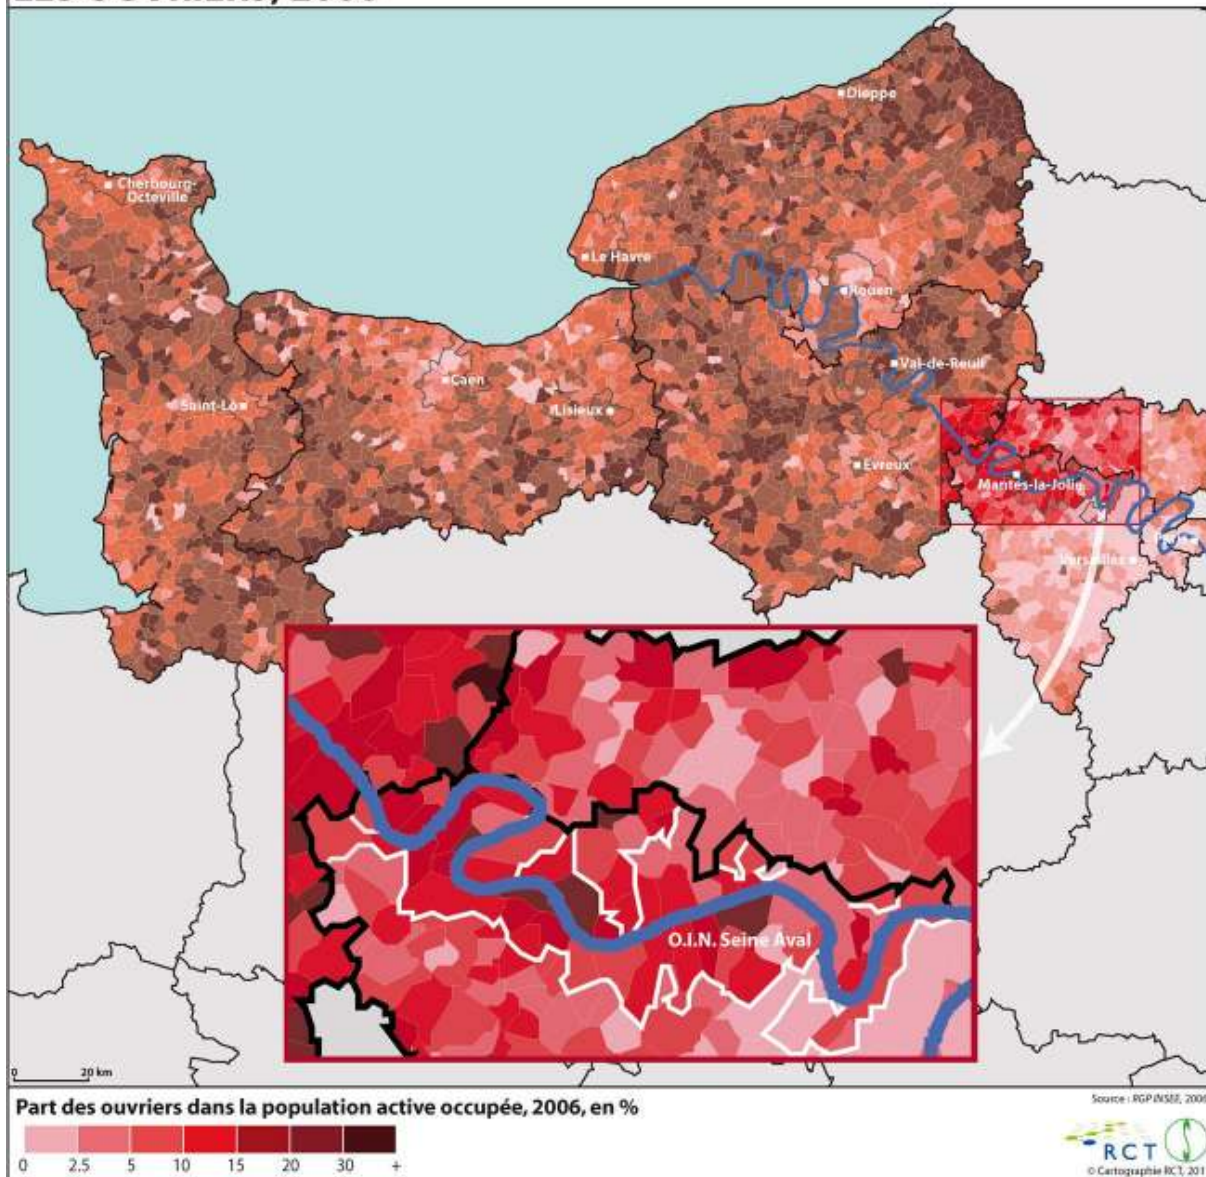 Dieppe
Cherbourg-
Octeville
Le Havre
Rouen
Val-de-Reuil
Caen
Saint-Lô
Lisieux
Evreux
Mantes-la-Jolie
Versailles
O.I.N. Seine Aval
0 20 km
Part des ouvriers dans la population active occupée, 2006, en %
Source : RGP INSEE, 2006
0 2.5 5 10 15 20 30 +
RCT
© Cartographie RCT, 201